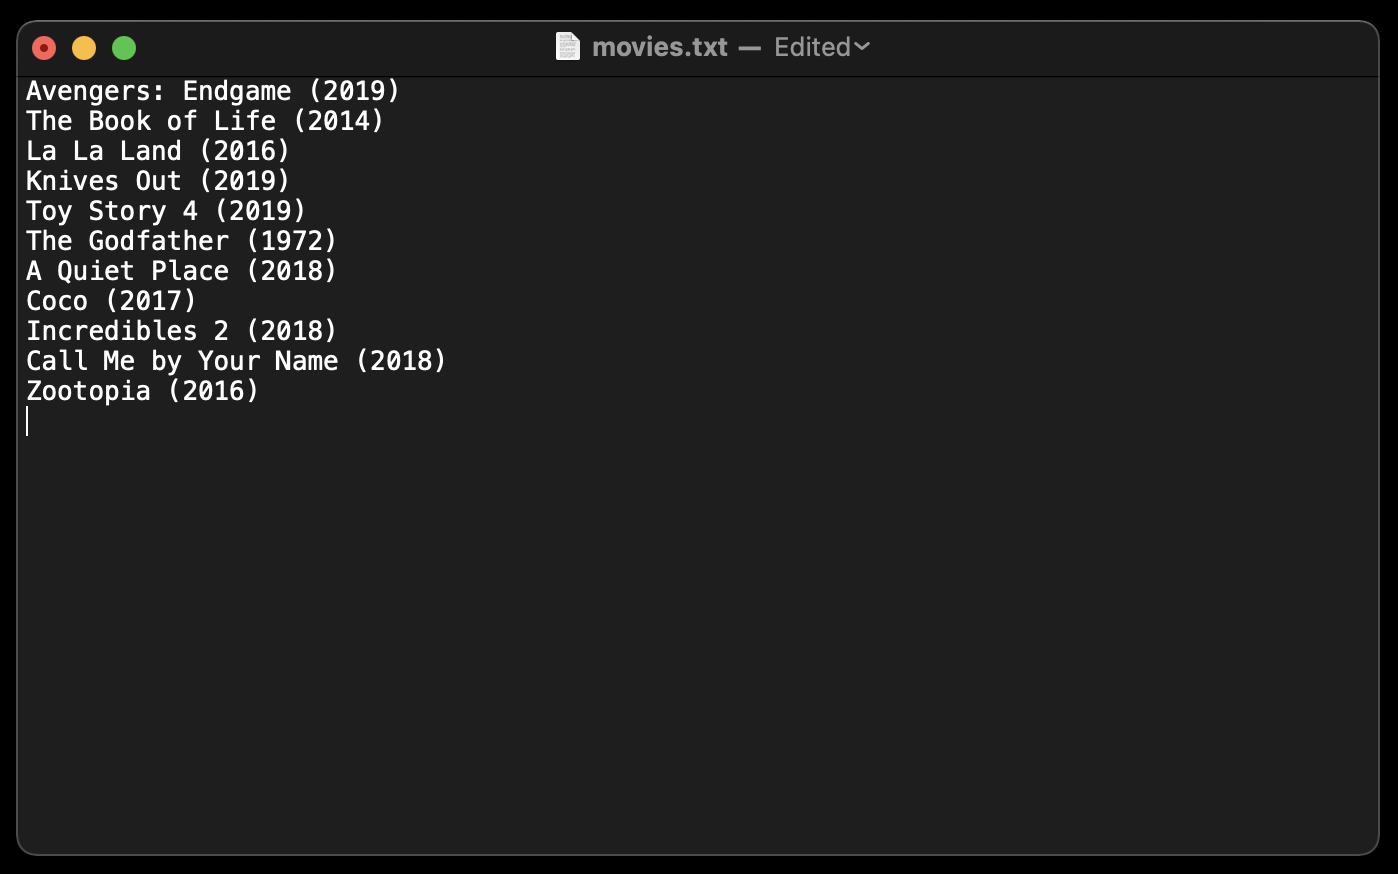 movies.txt — Edited
Avengers: Endgame (2019)
The Book of Life (2014)
La La Land (2016)
Knives Out (2019)
Toy Story 4 (2019)
The Godfather (1972)
A Quiet Place (2018)
Coco (2017)
Incredibles 2 (2018)
Call Me by Your Name (2018)
Zootopia (2016)